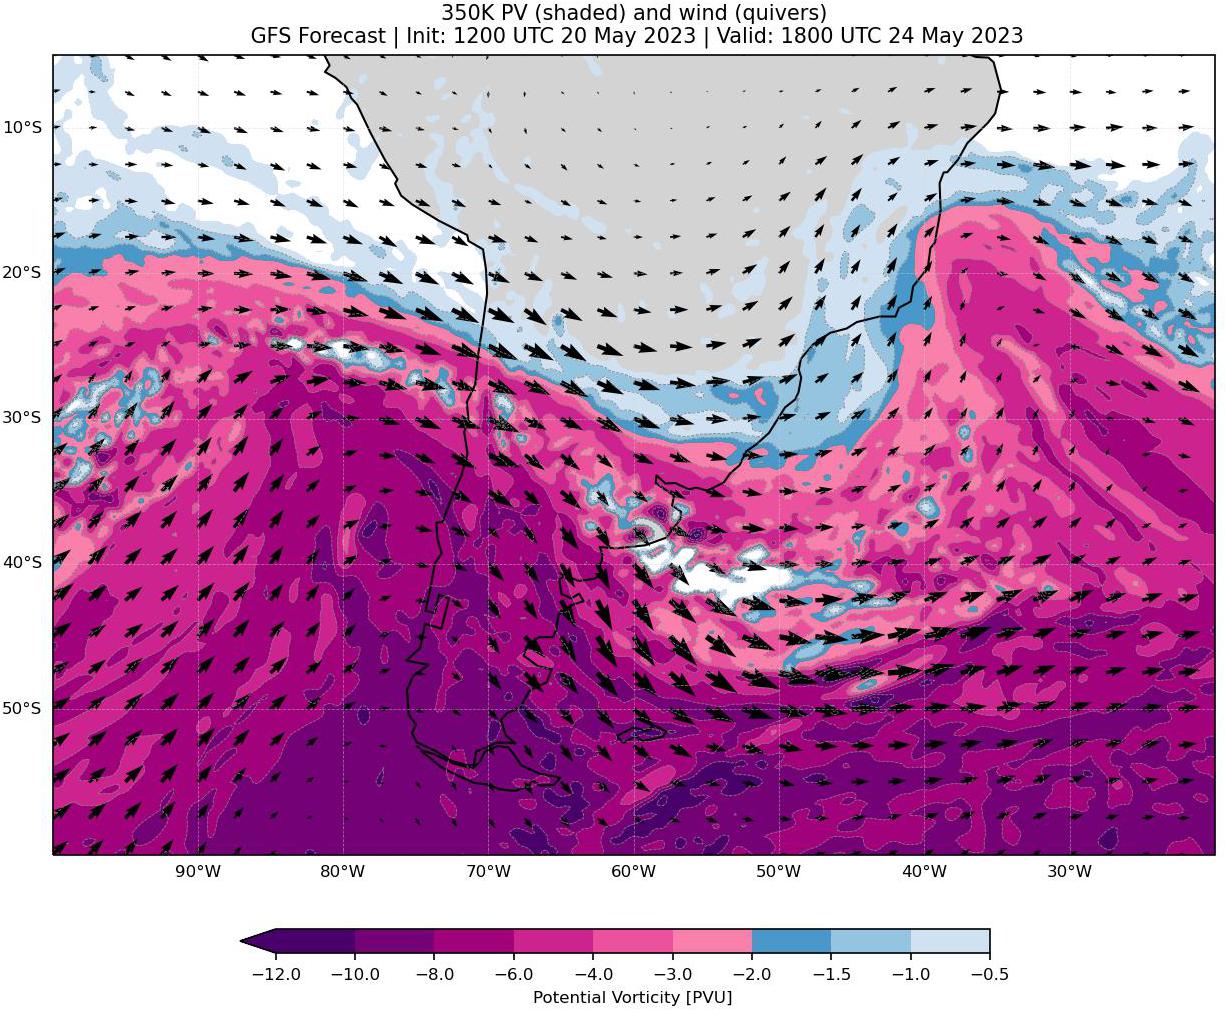 350K PV (shaded) and wind (quivers)
GFS Forecast | Init: 1200 UTC 20 May 2023 | Valid: 1800 UTC 24 May 2023
10°S
20°S
30°S
40°S
50°S
90°W 80°W 70°W 60°W 50°W 40°W 30°W
−12.0 −10.0 −8.0 −6.0 −4.0 −3.0 −2.0 −1.5 −1.0 −0.5
Potential Vorticity [PVU]